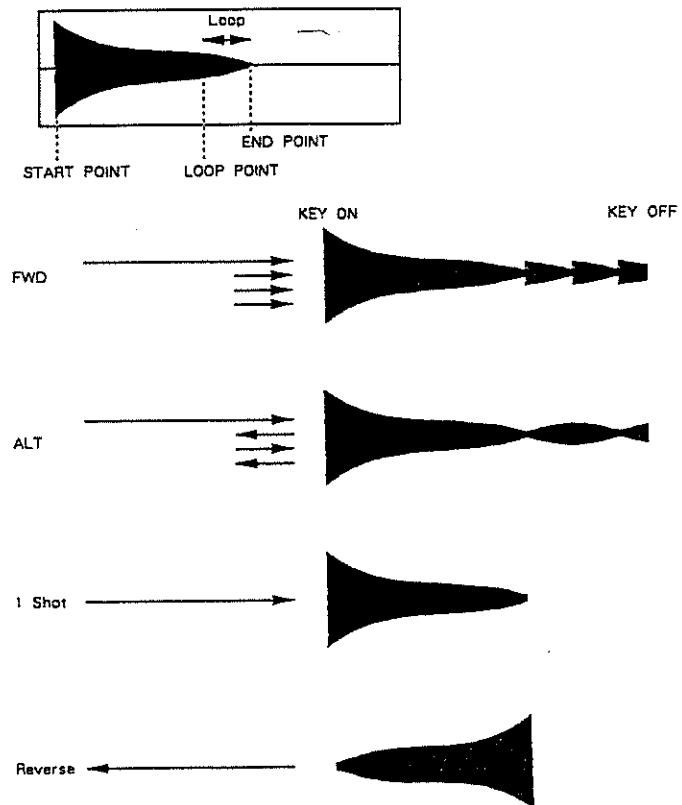 Loop
END POINT
START POINT
LOOP POINT
KEY ON
KEY OFF
FWD
ALT
1 Shot
Reverse